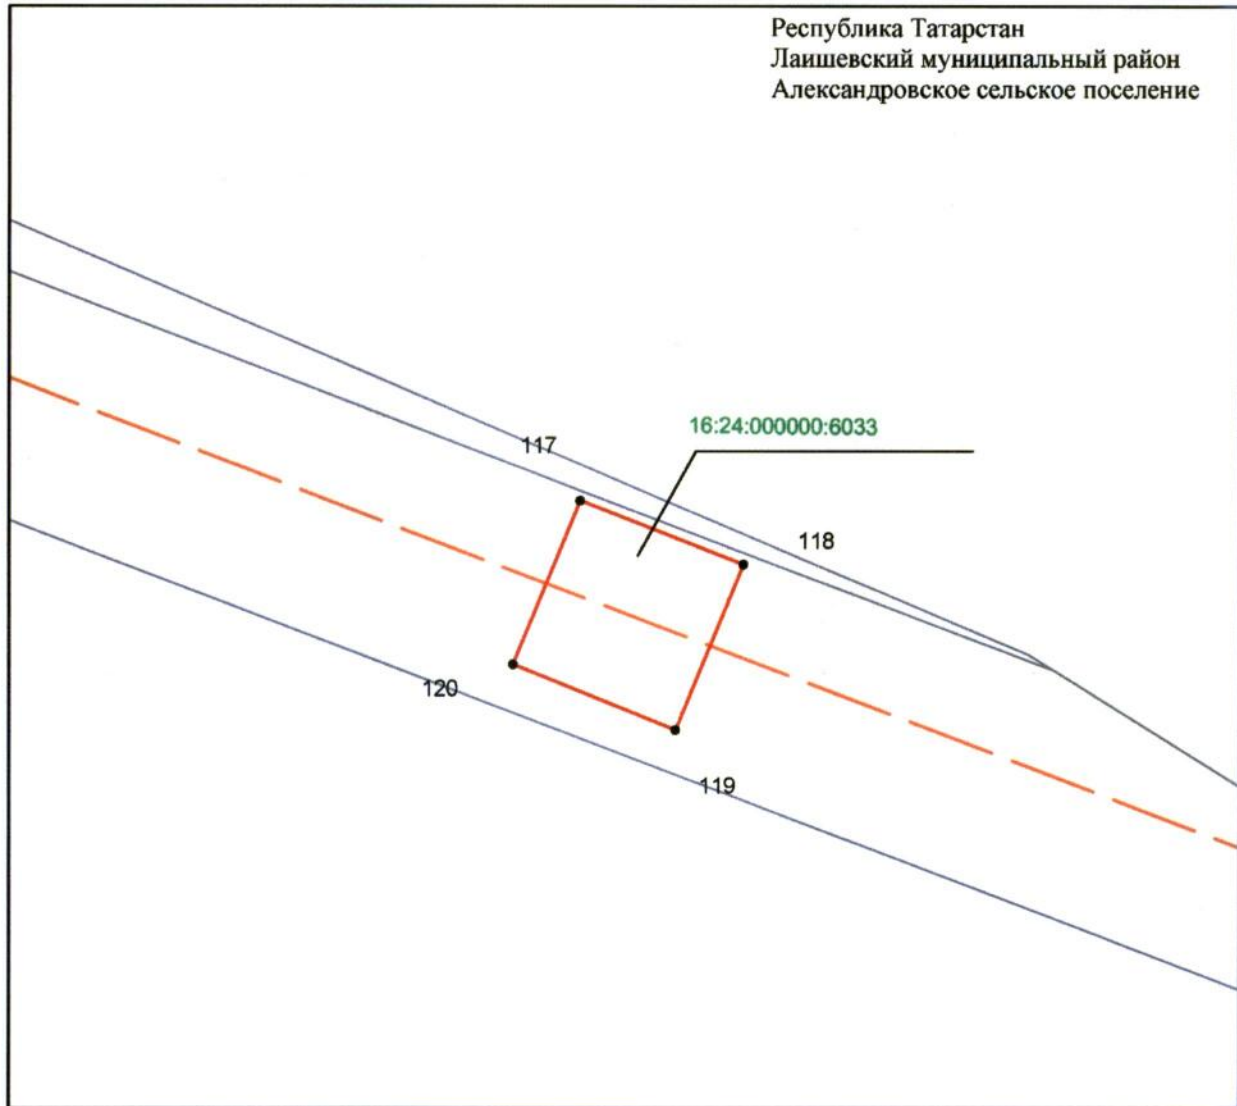 Республика Татарстан
Лаишевский муниципальный район
Александровское сельское поселение
16:24:000000:6033
117
118
120
119